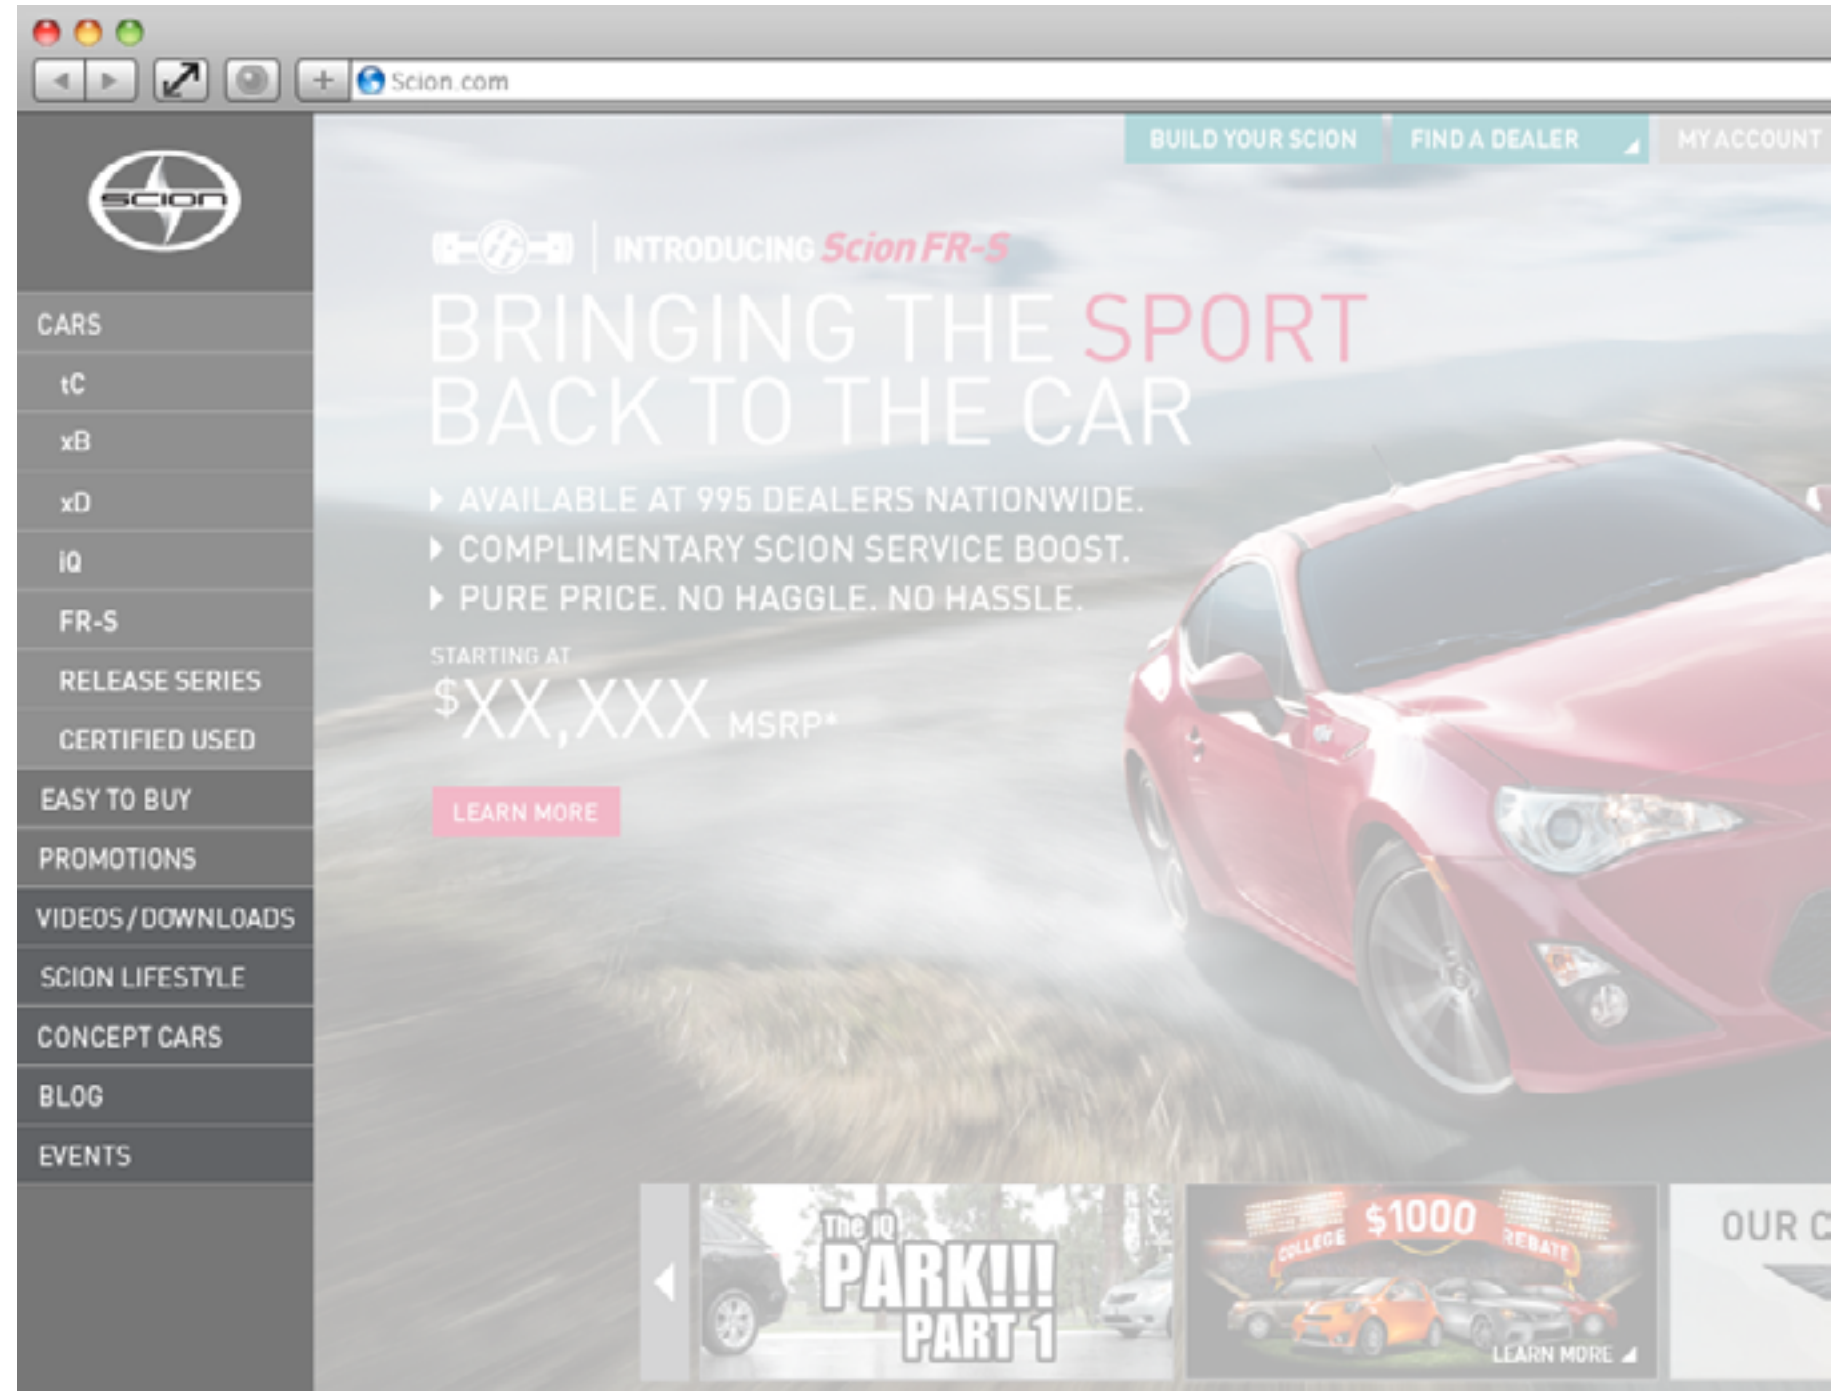 Scion.com
SCION
BUILD YOUR SCION
FIND A DEALER
MY ACCOUNT
CARS
tC
xB
xD
iQ
FR-S
RELEASE SERIES
CERTIFIED USED
EASY TO BUY
PROMOTIONS
VIDEOS/DOWNLOADS
SCION LIFESTYLE
CONCEPT CARS
BLOG
EVENTS
INTRODUCING Scion FR-S
BRINGING THE SPORT
BACK TO THE CAR
AVAILABLE AT 995 DEALERS NATIONWIDE.
COMPLIMENTARY SCION SERVICE BOOST.
PURE PRICE. NO HAGGLE. NO HASSLE.
STARTING AT
$XX,XXX MSRP*
LEARN MORE
The iQ
PARK!!!
PART 1
$1000
COLLEGE REBATE
LEARN MORE
OUR C